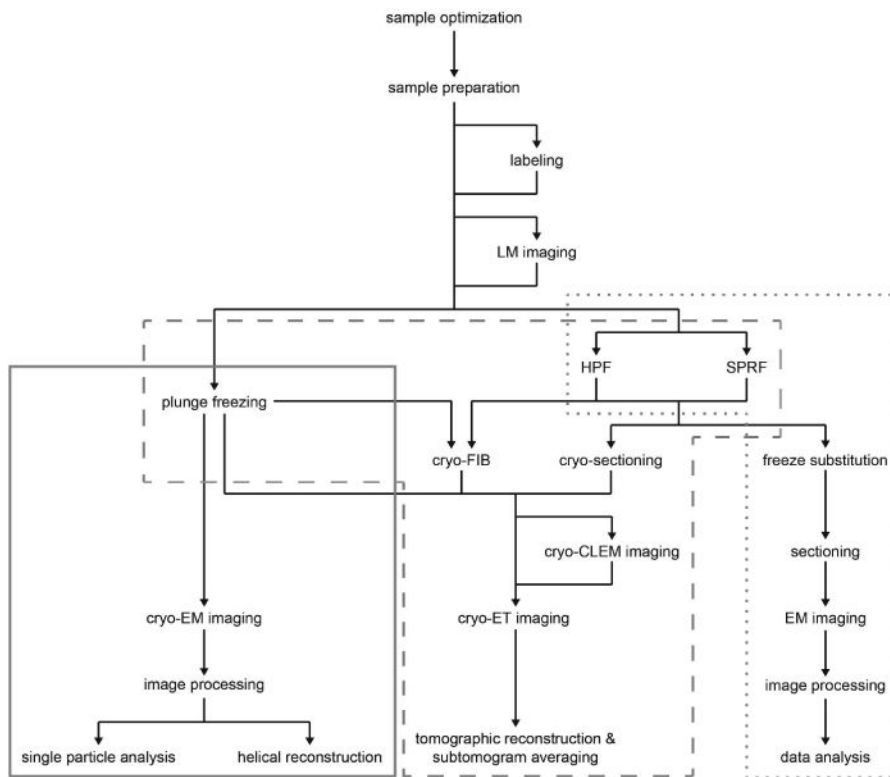 sample optimization
sample preparation
labeling
LM imaging
HPF
SPRF
plunge freezing
cryo-FIB
cryo-sectioning
freeze substitution
cryo-CLEM imaging
sectioning
cryo-EM imaging
cryo-ET imaging
EM imaging
image processing
image processing
single particle analysis
helical reconstruction
tomographic reconstruction &
subtomogram averaging
data analysis